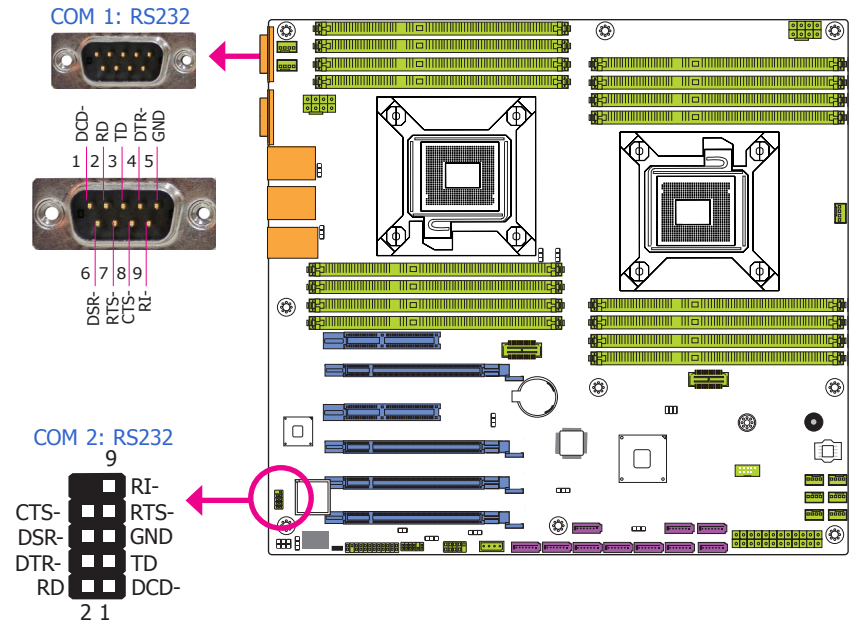 COM 1: RS232
DCD-
RD
TD
DTR-
GND
1 2 3 4 5
6 7 8 9
DSR-
RTS-
CTS-
RI-
COM 2: RS232
9
RI-
CTS- RTS-
DSR- GND
DTR- TD
RD DCD-
2 1